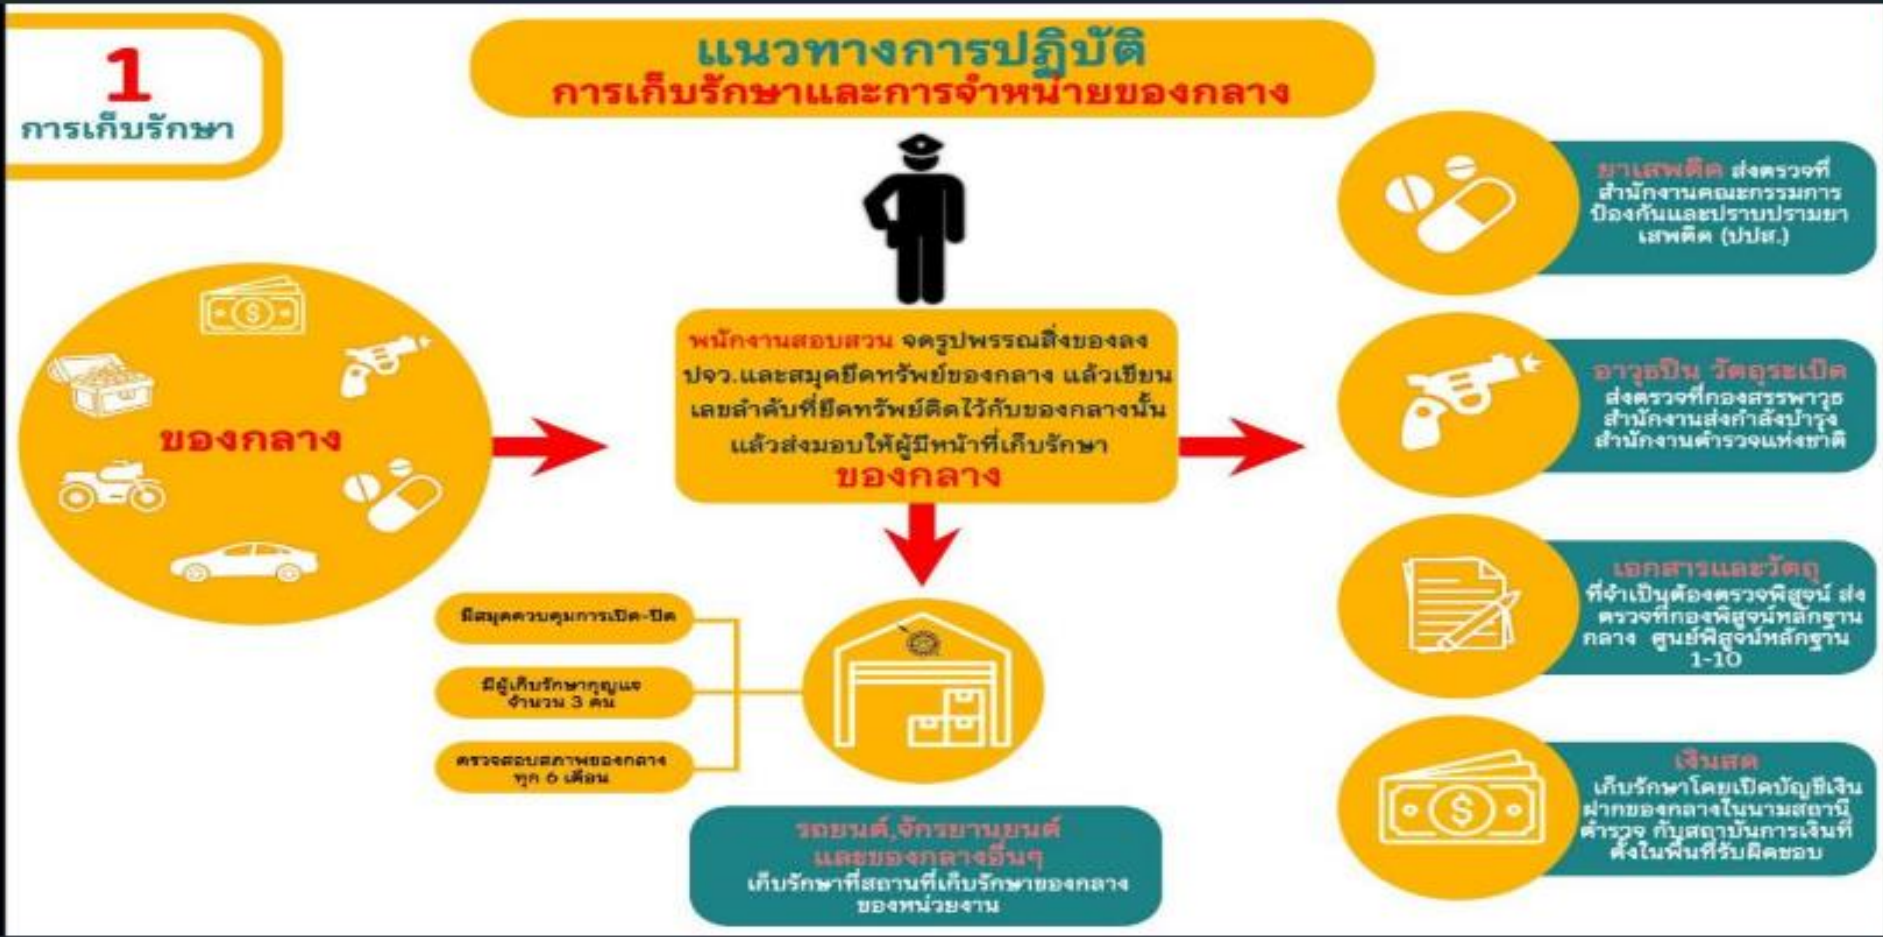 1
การเก็บรักษา
แนวทางการปฏิบัติ
การเก็บรักษาและการจำหน่ายของกลาง
ของกลาง
พนักงานสอบสวน จดรูปพรรณสิ่งของลง
ปจว.และสมุดยึดทรัพย์ของกลาง แล้วเขียน
เลขลำดับที่ยึดทรัพย์ติดไว้กับของกลางนั้น
แล้วส่งมอบให้ผู้มีหน้าที่เก็บรักษา
ของกลาง
มีสมุดควบคุมการเปิด-ปิด
มีผู้เก็บรักษากุญแจ
จำนวน 3 คน
ตรวจสอบสภาพของกลาง
ทุก 6 เดือน
รถยนต์,จักรยานยนต์
และของกลางอื่นๆ
เก็บรักษาที่สถานที่เก็บรักษาของกลาง
ของหน่วยงาน
ยาเสพติด ส่งตรวจที่
สำนักงานคณะกรรมการ
ป้องกันและปราบปรามยา
เสพติด (ปปส.)
อาวุธปืน วัตถุระเบิด
ส่งตรวจที่กองสรรพาวุธ
สำนักงานส่งกำลังบำรุง
สำนักงานตำรวจแห่งชาติ
เอกสารและวัตถุ
ที่จำเป็นต้องตรวจพิสูจน์ ส่ง
ตรวจที่กองพิสูจน์หลักฐาน
กลาง ศูนย์พิสูจน์หลักฐาน
1-10
เงินสด
เก็บรักษาโดยเปิดบัญชีเงิน
ฝากของกลางในนามสถานี
ตำรวจ กับสถาบันการเงินที่
ตั้งในพื้นที่รับผิดชอบ